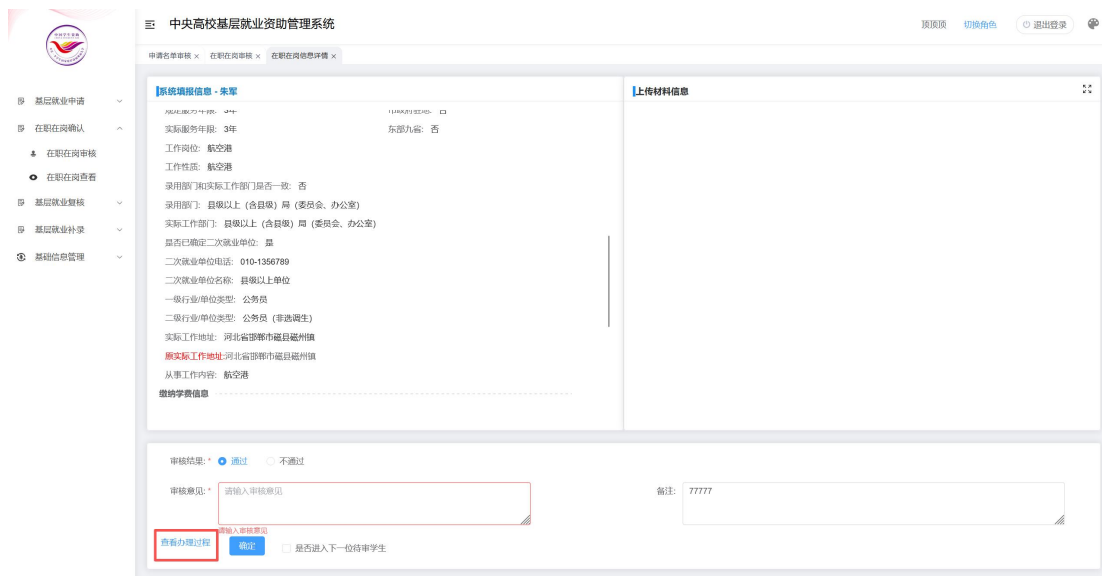 中央高校基层就业资助管理系统
顶顶顶 切换角色 退出登录
申请名单审核 × 在职在岗审核 × 在职在岗信息详情 ×
基层就业申请
在职在岗确认
在职在岗审核
在职在岗查看
基层就业复核
基层就业补录
基础信息管理
系统填报信息 - 朱军
实际服务年限: 3年 东部九省: 否
工作岗位: 航空港
工作性质: 航空港
录用部门和实际工作部门是否一致: 否
录用部门: 县级以上（含县级）局（委员会、办公室）
实际工作部门: 县级以上（含县级）局（委员会、办公室）
是否已确定二次就业单位: 是
二次就业单位电话: 010-1356789
二次就业单位名称: 县级以上单位
一级行业/单位类型: 公务员
二级行业/单位类型: 公务员（非选调生）
实际工作地址: 河北省邯郸市磁县磁州镇
原实际工作地址:河北省邯郸市磁县磁州镇
从事工作内容: 航空港
缴纳学费信息
上传材料信息
审核结果: * 通过 不通过
审核意见: * 请输入审核意见 备注: 77777
请输入审核意见
查看办理过程 确定 是否进入下一位待审学生